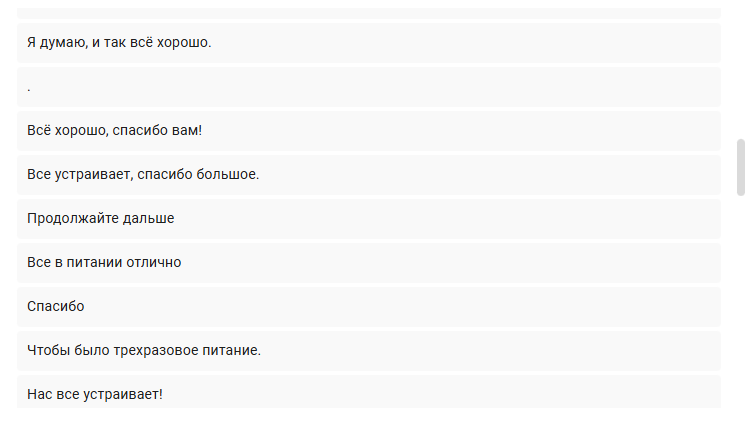 Я думаю, и так всё хорошо.
.
Всё хорошо, спасибо вам!
Все устраивает, спасибо большое.
Продолжайте дальше
Все в питании отлично
Спасибо
Чтобы было трехразовое питание.
Нас все устраивает!